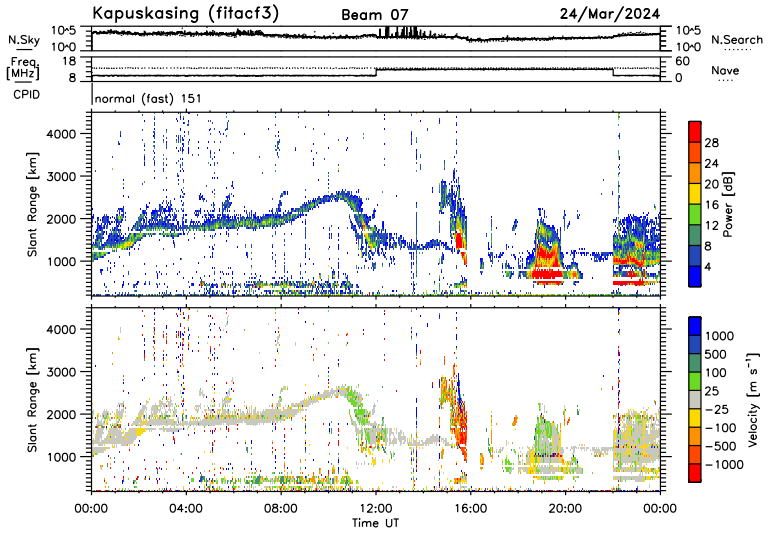 Kapuskasing (fitacf3) Beam 07 24/Mar/2024
N.Sky 10^5 10^0 10^5 10^0 N.Search
Freq. [MHz] 18 8 60 0 Nave
CPID normal (fast) 151
Slant Range [km] 4000 3000 2000 1000
Power [dB] 28 24 20 16 12 8 4
Slant Range [km] 4000 3000 2000 1000
Velocity [m s⁻¹] 1000 500 100 25 −25 −100 −500 −1000
00:00 04:00 08:00 12:00 16:00 20:00 00:00
Time UT